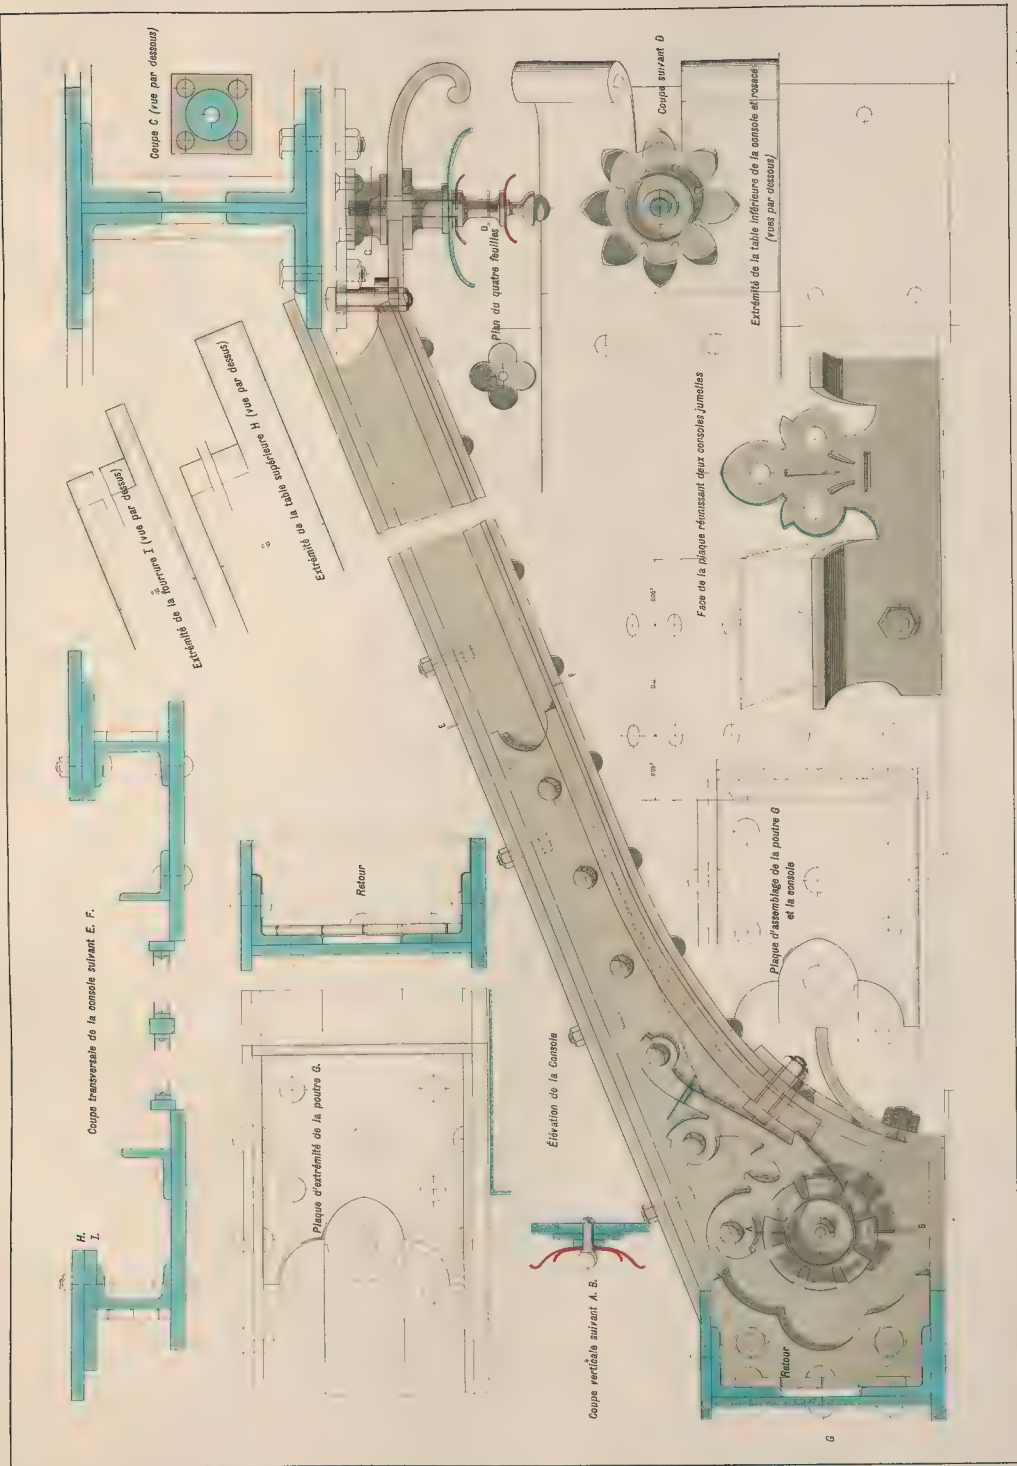 Coupe transversale de la console suivant E. F.
H.
I.
Extrémité de la fourrure I (vue par dessus)
Extrémité de la table supérieure H (vue par dessus)
Coupe C (vue par dessous)
Retour
Plaque d'extrémité de la poutre G.
Élévation de la Console
Coupe verticale suivant A. B.
E
F
C
D
Plan du quatre feuilles
Coupe suivant D
Extrémité de la table inférieure de la console et rosace
(vues par dessous)
Face de la plaque réunissant deux consoles jumelles
Plaque d'assemblage de la poutre G
et la console
A
B
Retour
G